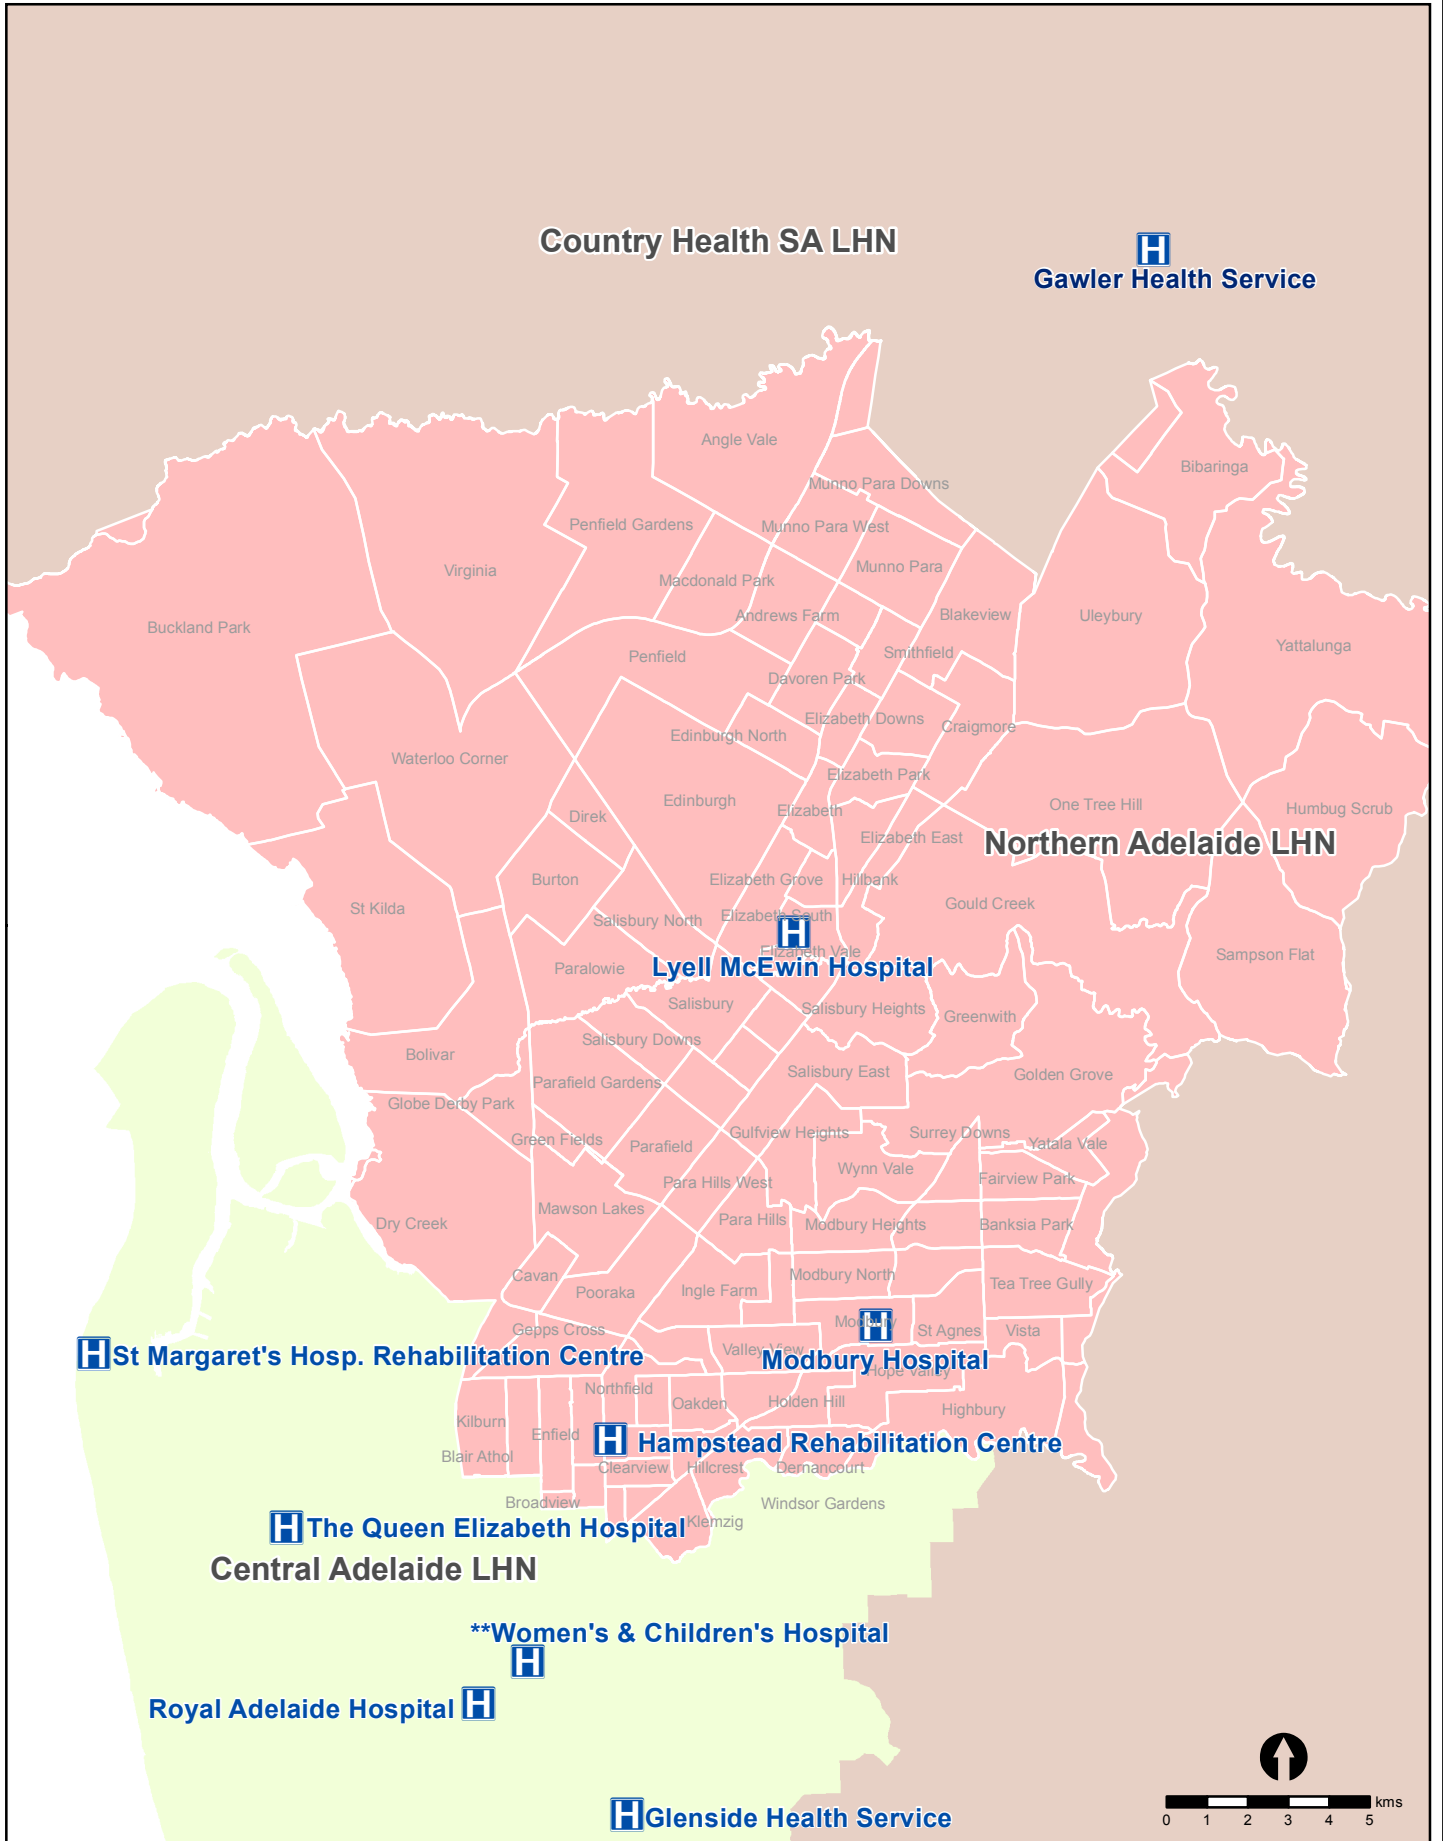 Country Health SA LHN
H
Gawler Health Service
Angle Vale
Bibaringa
Munno Para Downs
Penfield Gardens
Munno Para West
Virginia
Macdonald Park
Munno Para
Buckland Park
Andrews Farm
Blakeview
Uleybury
Yattalunga
Penfield
Smithfield
Davoren Park
Elizabeth Downs
Craigmore
Edinburgh North
Waterloo Corner
Elizabeth Park
Edinburgh
Elizabeth
One Tree Hill
Humbug Scrub
Direk
Elizabeth East
Northern Adelaide LHN
Burton
Elizabeth Grove
Hillbank
Gould Creek
St Kilda
Salisbury North
Elizabeth South
H
Elizabeth Vale
Sampson Flat
Paralowie
Lyell McEwin Hospital
Salisbury
Salisbury Heights
Greenwith
Salisbury Downs
Bolivar
Salisbury East
Golden Grove
Parafield Gardens
Globe Derby Park
Green Fields
Parafield
Gulfview Heights
Surrey Downs
Yatala Vale
Wynn Vale
Fairview Park
Para Hills West
Mawson Lakes
Dry Creek
Para Hills
Modbury Heights
Banksia Park
Cavan
Pooraka
Ingle Farm
Modbury North
Tea Tree Gully
Gepps Cross
Modbury
H
St Agnes
Vista
H
St Margaret's Hosp. Rehabilitation Centre
Valley View
Modbury Hospital
Hope Valley
Northfield
Oakden
Holden Hill
Highbury
Kilburn
Enfield
H
Hampstead Rehabilitation Centre
Blair Athol
Clearview
Hillcrest
Dernancourt
Broadview
Windsor Gardens
H
The Queen Elizabeth Hospital
Klemzig
Central Adelaide LHN
**Women's & Children's Hospital
H
Royal Adelaide Hospital
H
H
Glenside Health Service
kms
0 1 2 3 4 5